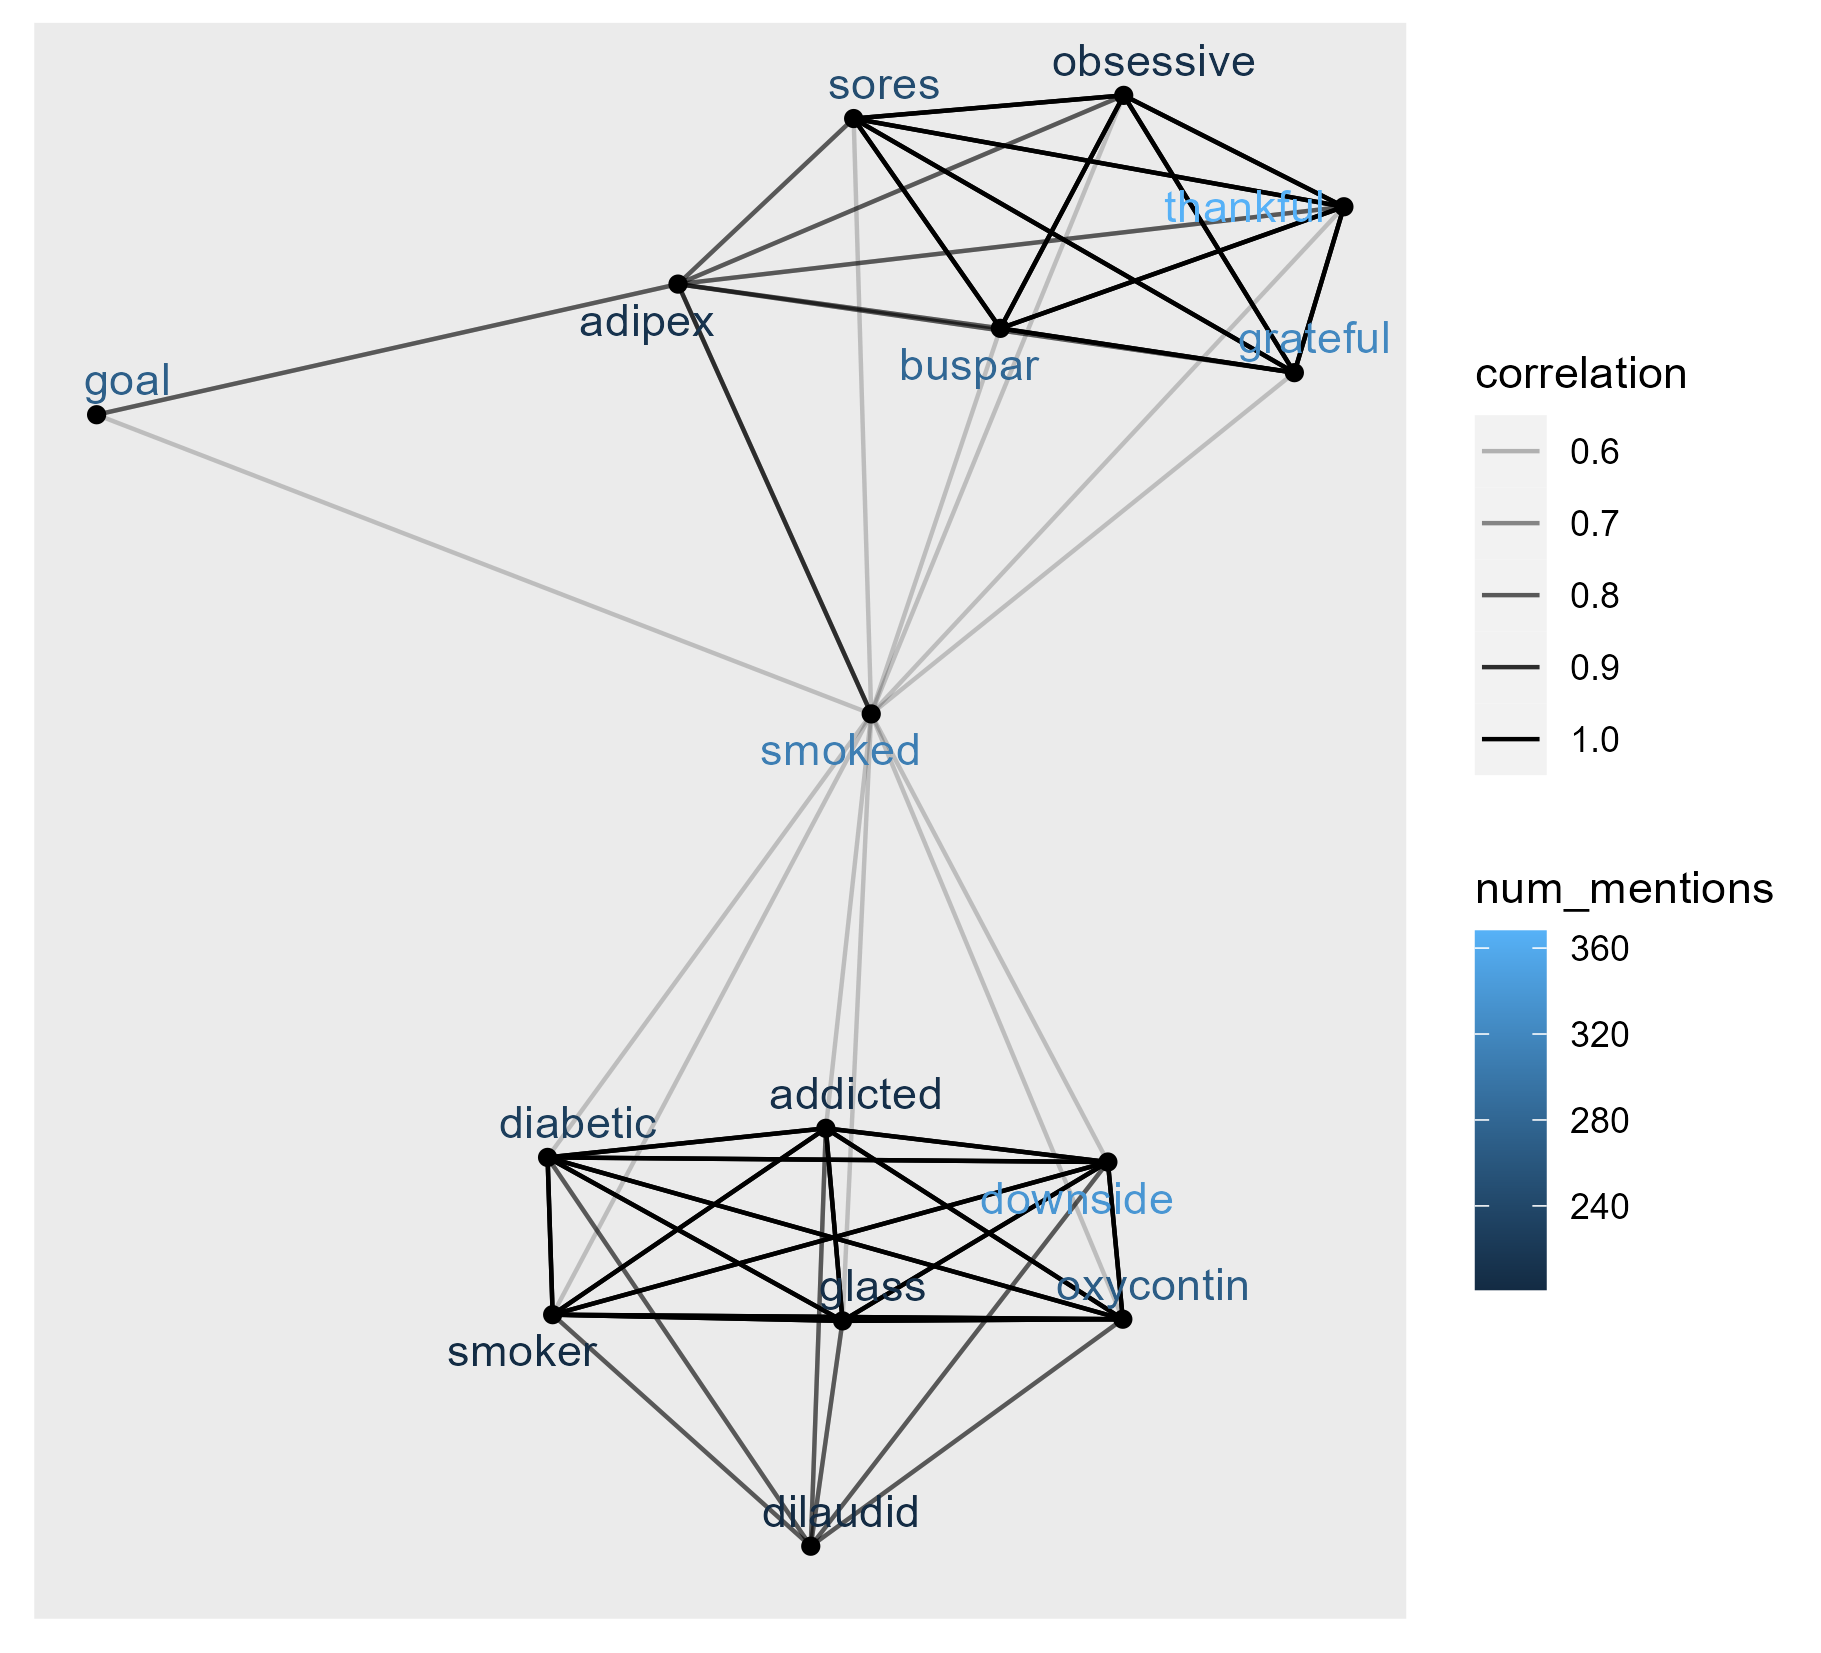 obsessive
sores
thankful
adipex
grateful
buspar
goal
smoked
addicted
diabetic
downside
glass
oxycontin
smoker
dilaudid
correlation
0.6
0.7
0.8
0.9
1.0
num_mentions
360
320
280
240